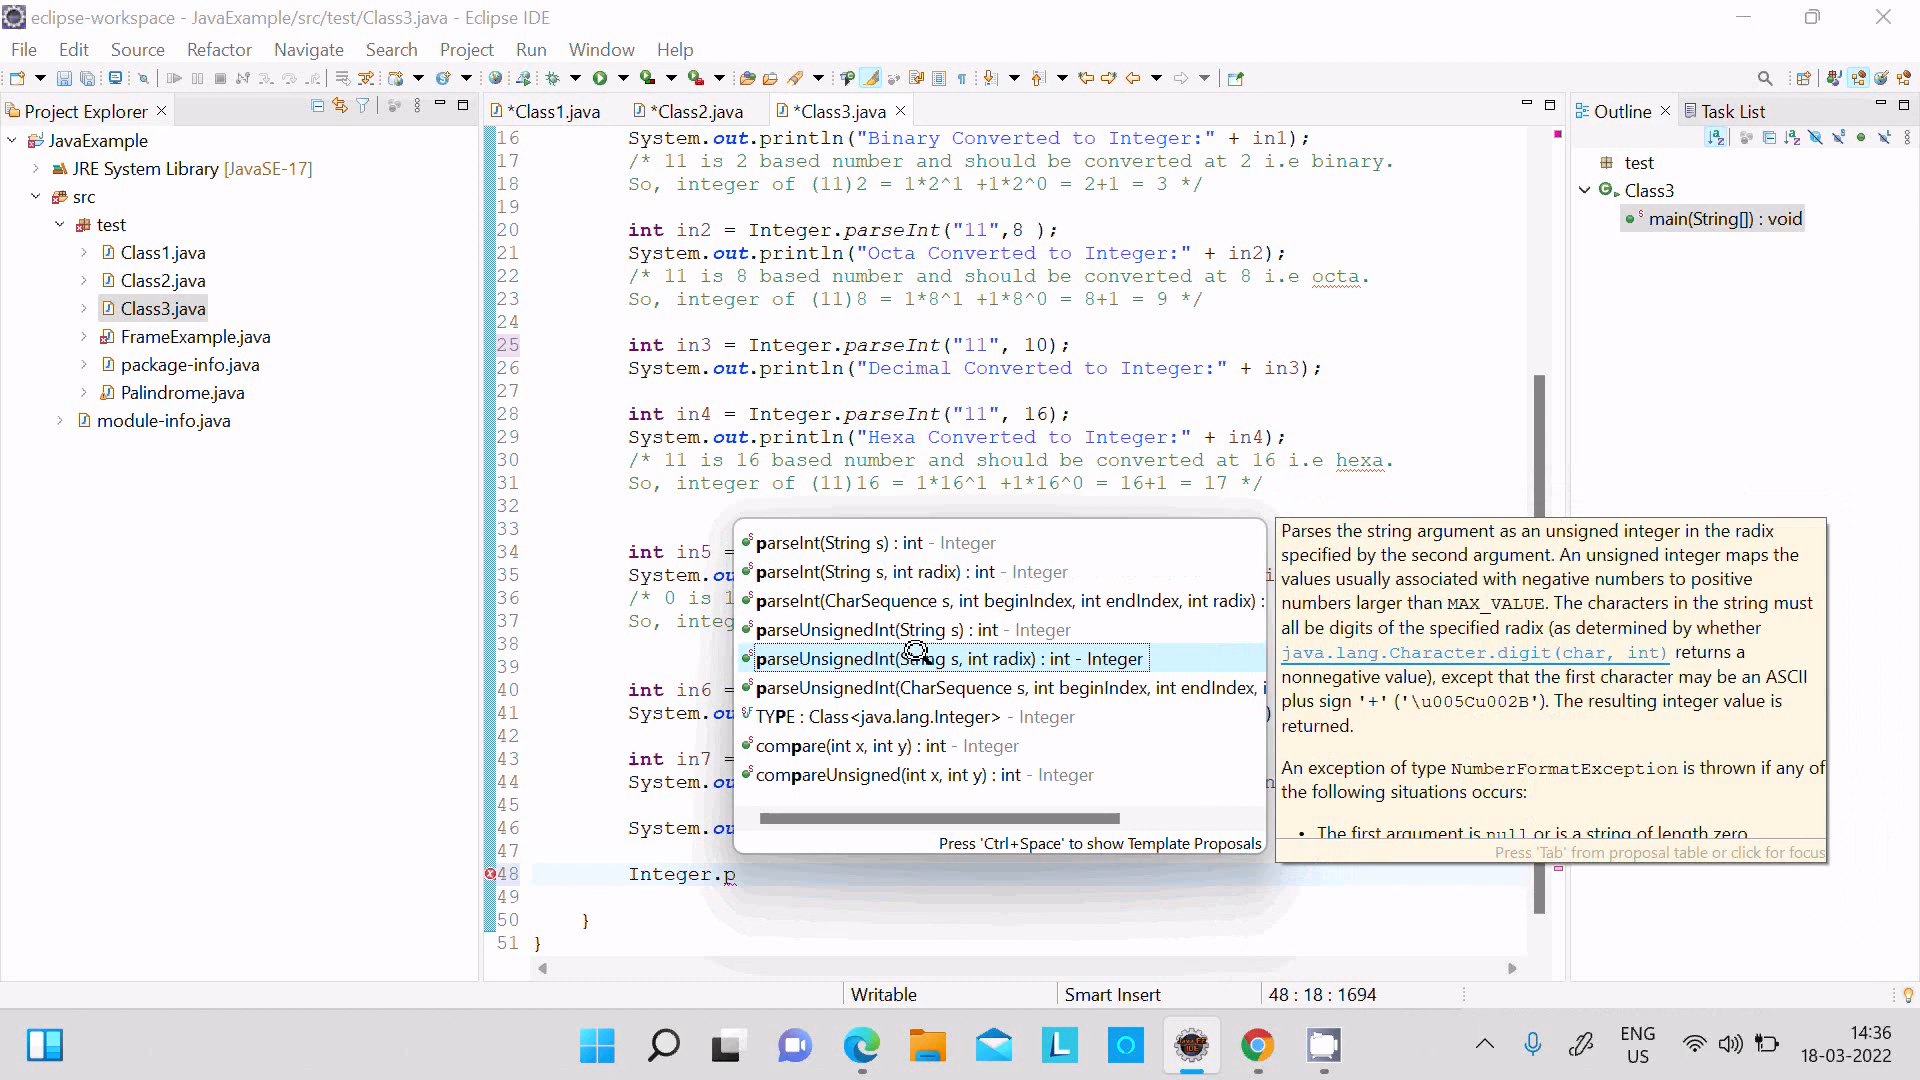 eclipse-workspace - JavaExample/src/test/Class3.java - Eclipse IDE
File Edit Source Refactor Navigate Search Project Run Window Help
Project Explorer
*Class1.java *Class2.java *Class3.java
Outline Task List
JavaExample
JRE System Library [JavaSE-17]
src
test
Class1.java
Class2.java
Class3.java
FrameExample.java
package-info.java
Palindrome.java
module-info.java
16 System.out.println("Binary Converted to Integer:" + in1);
17 /* 11 is 2 based number and should be converted at 2 i.e binary.
18 So, integer of (11)2 = 1*2^1 +1*2^0 = 2+1 = 3 */
19
20 int in2 = Integer.parseInt("11",8 );
21 System.out.println("Octa Converted to Integer:" + in2);
22 /* 11 is 8 based number and should be converted at 8 i.e octa.
23 So, integer of (11)8 = 1*8^1 +1*8^0 = 8+1 = 9 */
24
25 int in3 = Integer.parseInt("11", 10);
26 System.out.println("Decimal Converted to Integer:" + in3);
27
28 int in4 = Integer.parseInt("11", 16);
29 System.out.println("Hexa Converted to Integer:" + in4);
30 /* 11 is 16 based number and should be converted at 16 i.e hexa.
31 So, integer of (11)16 = 1*16^1 +1*16^0 = 16+1 = 17 */
32
33
34 int in5 =
35 System.ou
36 /* 0 is 1
37 So, integ
38
39
40 int in6 =
41 System.ou
42
43 int in7 =
44 System.ou
45
46 System.ou
47
48 Integer.p
49
50 }
51 }
parseInt(String s) : int - Integer
parseInt(String s, int radix) : int - Integer
parseInt(CharSequence s, int beginIndex, int endIndex, int radix) :
parseUnsignedInt(String s) : int - Integer
parseUnsignedInt(String s, int radix) : int - Integer
parseUnsignedInt(CharSequence s, int beginIndex, int endIndex, i
TYPE : Class<java.lang.Integer> - Integer
compare(int x, int y) : int - Integer
compareUnsigned(int x, int y) : int - Integer
Press 'Ctrl+Space' to show Template Proposals
Parses the string argument as an unsigned integer in the radix
specified by the second argument. An unsigned integer maps the
values usually associated with negative numbers to positive
numbers larger than MAX_VALUE. The characters in the string must
all be digits of the specified radix (as determined by whether
java.lang.Character.digit(char, int) returns a
nonnegative value), except that the first character may be an ASCII
plus sign '+' ('\u005Cu002B'). The resulting integer value is
returned.
An exception of type NumberFormatException is thrown if any of
the following situations occurs:
• The first argument is null or is a string of length zero.
Press 'Tab' from proposal table or click for focus
test
Class3
main(String[]) : void
Writable Smart Insert 48 : 18 : 1694
ENG
US
14:36
18-03-2022